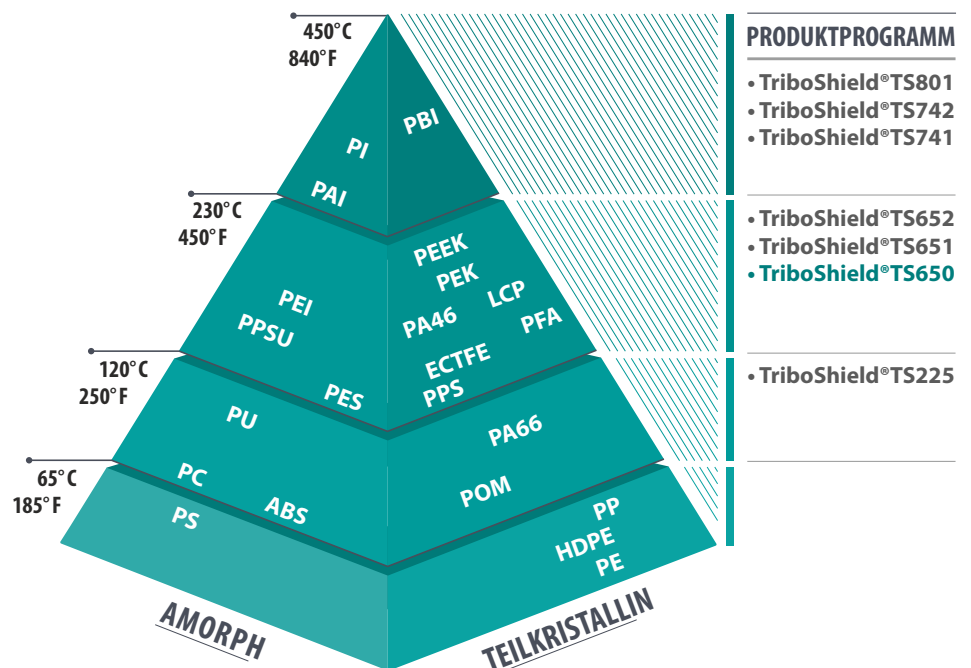 450°C
840°F
PRODUKTPROGRAMM
• TriboShield®TS801
• TriboShield®TS742
• TriboShield®TS741
PBI
PI
PAI
230°C
450°F
• TriboShield®TS652
• TriboShield®TS651
• TriboShield®TS650
PEEK
PEK
LCP
PEI
PA46
PFA
PPSU
ECTFE
PES
PPS
120°C
250°F
• TriboShield®TS225
PU
PA66
PC
POM
ABS
65°C
185°F
PS
PP
HDPE
PE
AMORPH
TEILKRISTALLIN